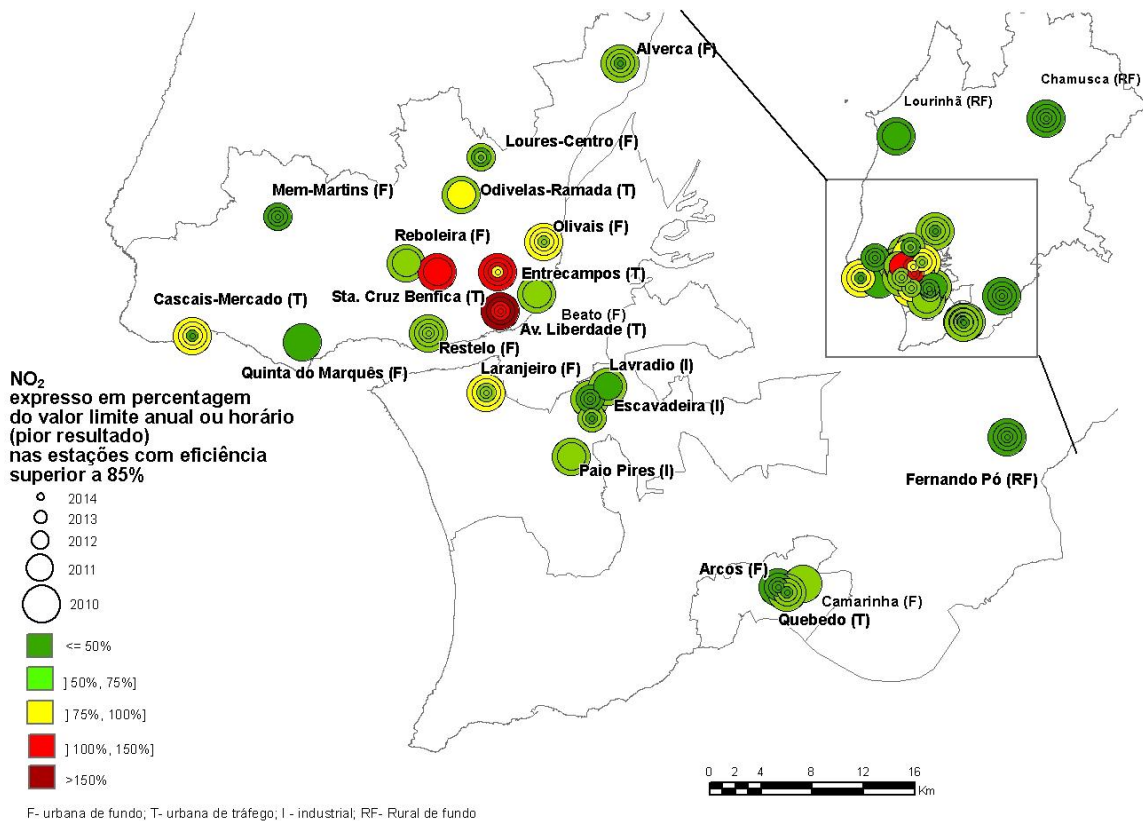 Alverca (F)
Chamusca (RF)
Lourinhã (RF)
Loures-Centro (F)
Mem-Martins (F)
Odivelas-Ramada (T)
Olivais (F)
Reboleira (F)
Entrecampos (T)
Sta. Cruz Benfica (T)
Cascais-Mercado (T)
Beato (F)
Av. Liberdade (T)
Restelo (F)
Quinta do Marquês (F)
Laranjeiro (F)
Lavradio (I)
Escavadeira (I)
Paio Pires (I)
Fernando Pó (RF)
Arcos (F)
Camarinha (F)
Quebedo (T)
NO₂
expresso em percentagem
do valor limite anual ou horário
(pior resultado)
nas estações com eficiência
superior a 85%
2014
2013
2012
2011
2010
<= 50%
] 50%, 75%]
] 75%, 100%]
] 100%, 150%]
>150%
0 2 4 8 12 16
Km
F- urbana de fundo; T- urbana de tráfego; I - industrial; RF- Rural de fundo